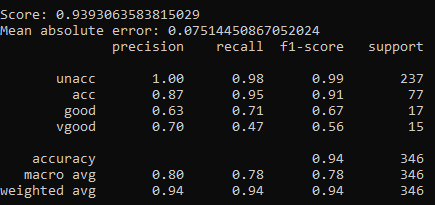 Score: 0.9393063583815029
Mean absolute error: 0.07514450867052024
precision recall f1-score support
unacc 1.00 0.98 0.99 237
acc 0.87 0.95 0.91 77
good 0.63 0.71 0.67 17
vgood 0.70 0.47 0.56 15
accuracy 0.94 346
macro avg 0.80 0.78 0.78 346
weighted avg 0.94 0.94 0.94 346